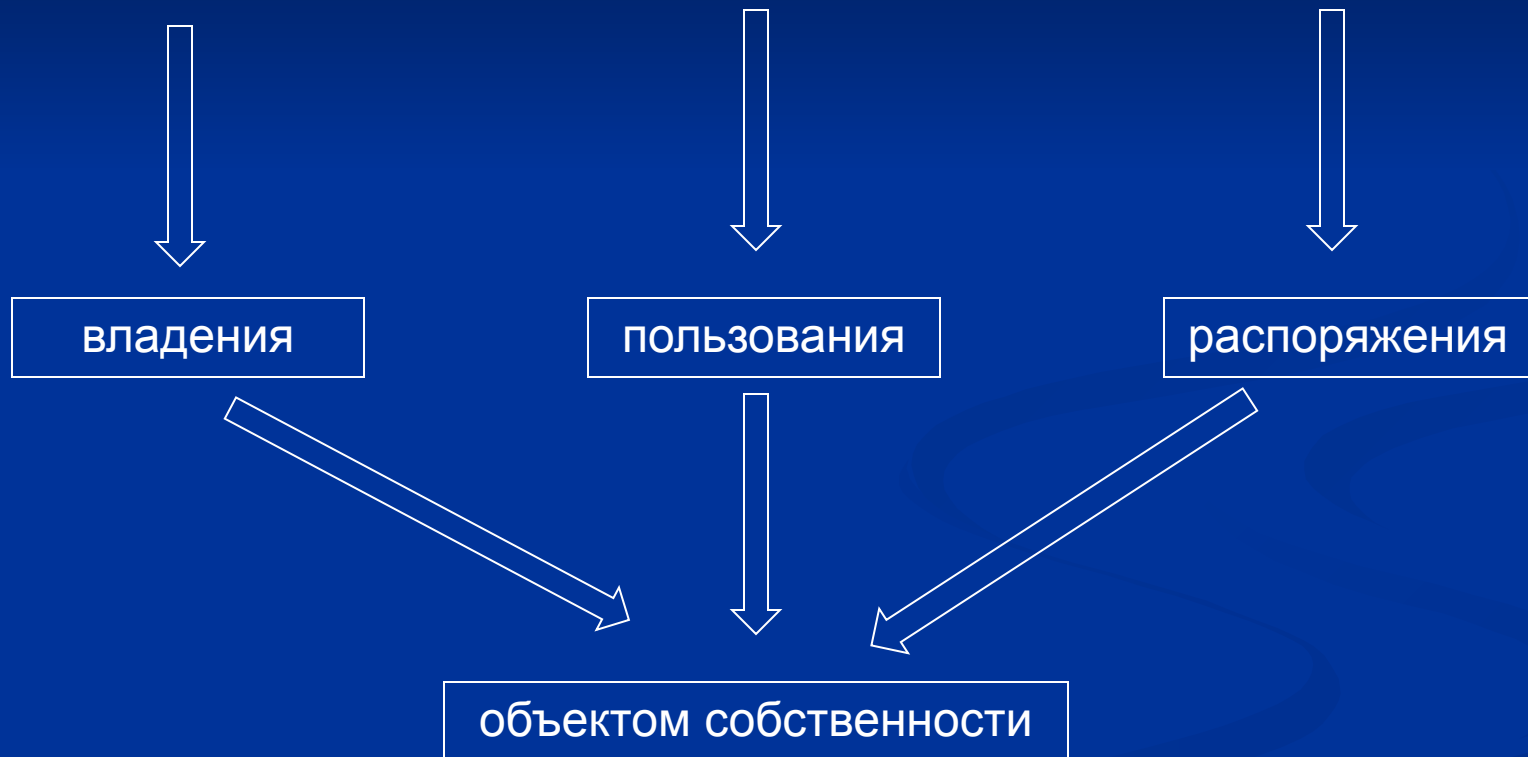 владения
пользования
распоряжения
объектом собственности